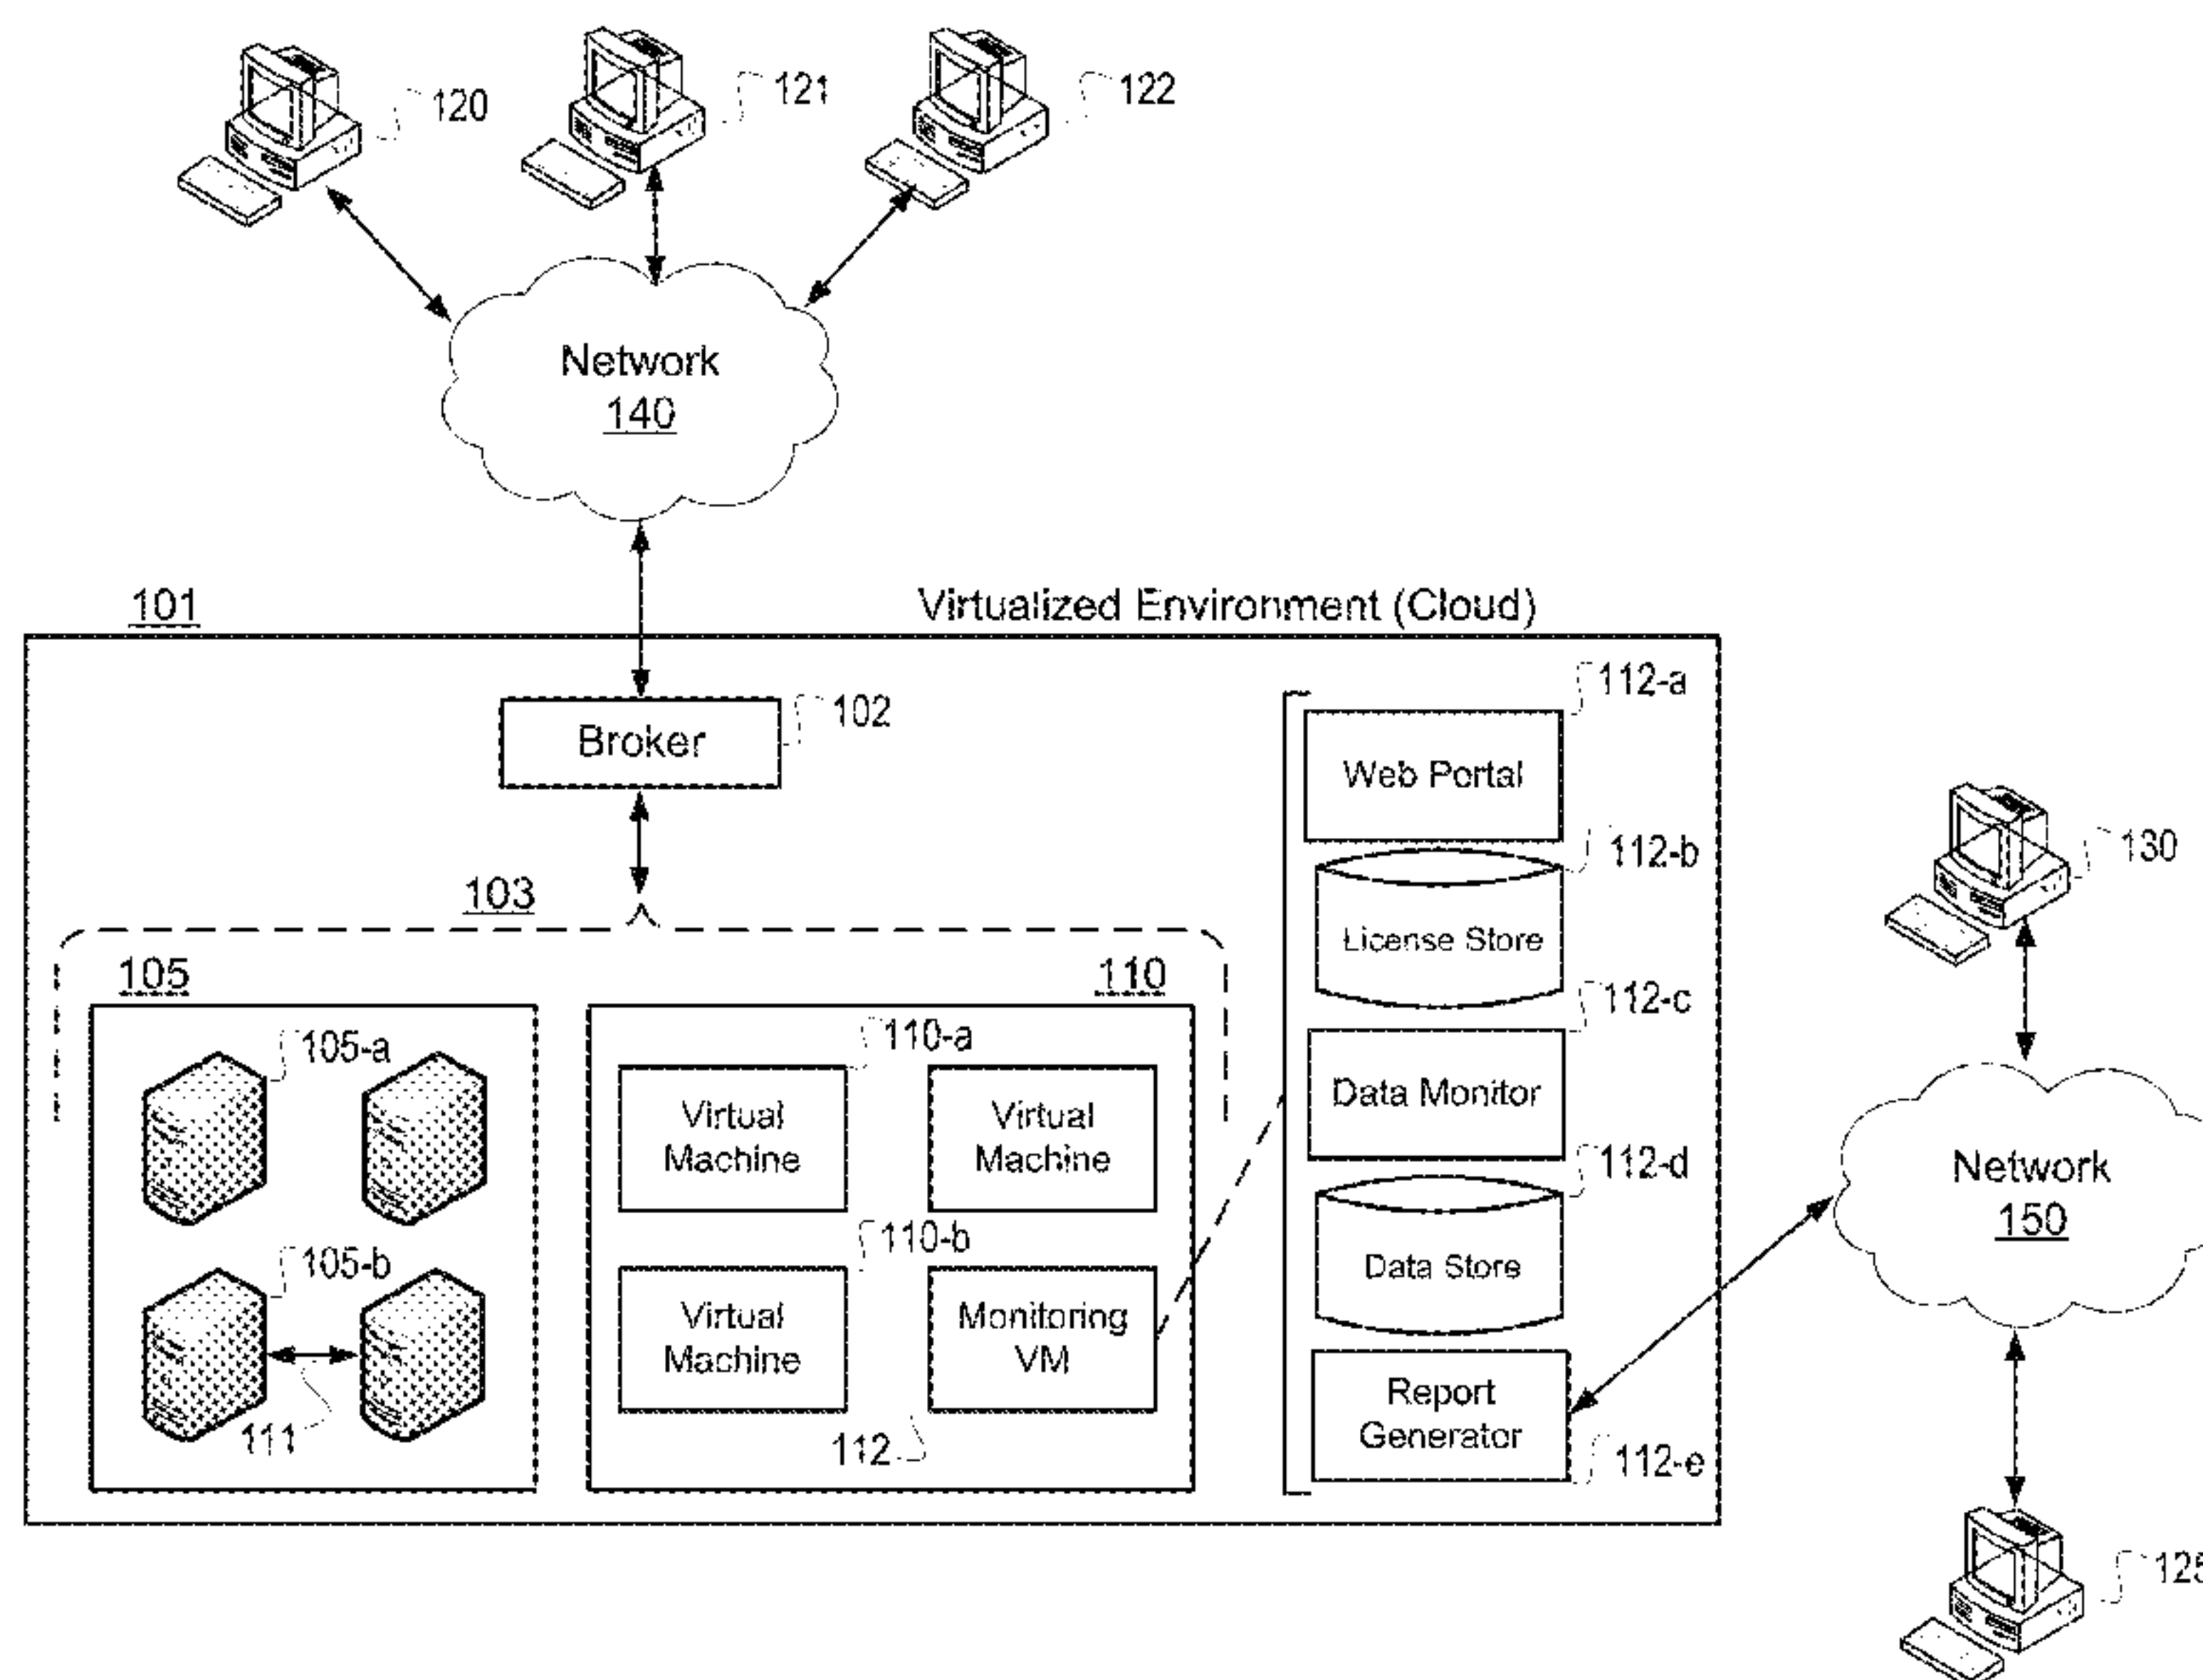 120
121
122
Network
140
101
Virtualized Environment (Cloud)
Broker
102
103
105
105-a
105-b
111
110
110-a
Virtual
Machine
Virtual
Machine
110-b
Virtual
Machine
Monitoring
VM
112
112-a
Web Portal
112-b
License Store
112-c
Data Monitor
112-d
Data Store
Report
Generator
112-e
130
Network
150
125